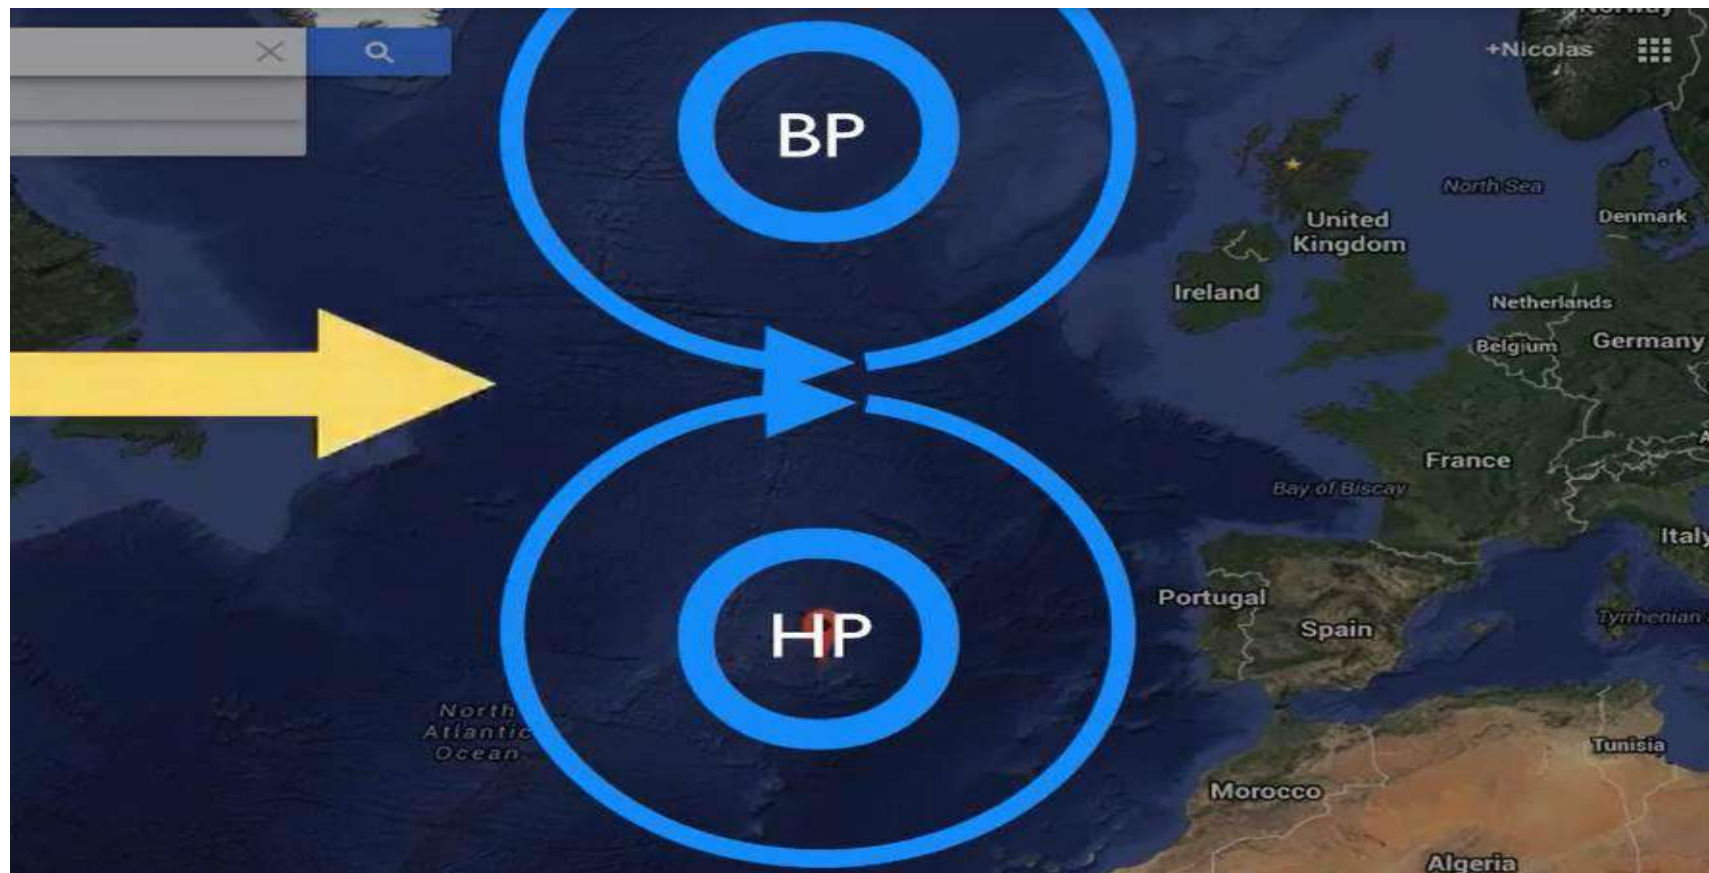 Norway
+Nicolas
BP
North Sea
United
Kingdom
Denmark
Ireland
Netherlands
Belgium
Germany
France
Bay of Biscay
Italy
Portugal
HP
Spain
Tyrrhenian
North
Atlantic
Ocean
Tunisia
Morocco
Algeria